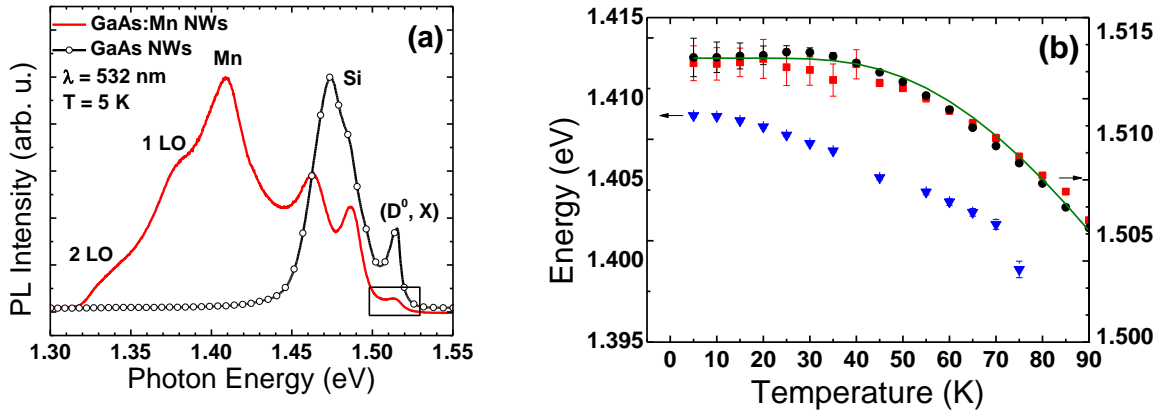 GaAs:Mn NWs
GaAs NWs
λ = 532 nm
T = 5 K
(a)
Mn
Si
1 LO
2 LO
(D⁰, X)
PL Intensity (arb. u.)
1.30 1.35 1.40 1.45 1.50 1.55
Photon Energy (eV)
(b)
1.415
1.410
1.405
1.400
1.395
Energy (eV)
1.515
1.510
1.505
1.500
0 10 20 30 40 50 60 70 80 90
Temperature (K)